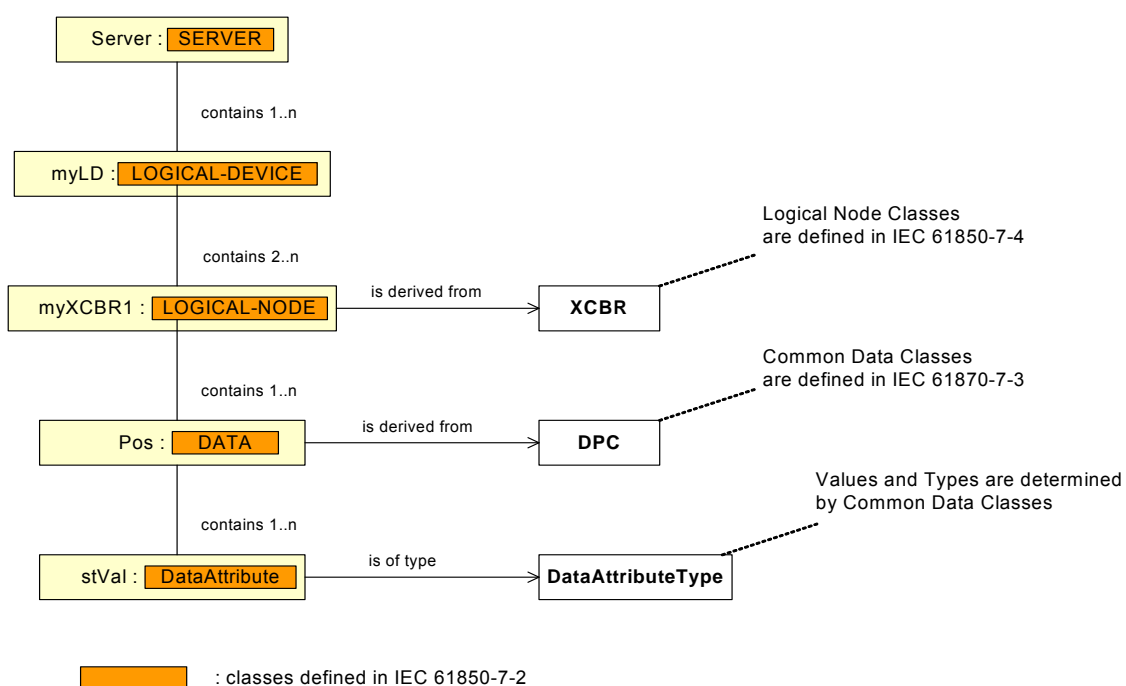 Server : SERVER
contains 1..n
myLD : LOGICAL-DEVICE
contains 2..n
Logical Node Classes
are defined in IEC 61850-7-4
myXCBR1 : LOGICAL-NODE
is derived from
XCBR
contains 1..n
Common Data Classes
are defined in IEC 61870-7-3
Pos : DATA
is derived from
DPC
contains 1..n
Values and Types are determined
by Common Data Classes
stVal : DataAttribute
is of type
DataAttributeType
: classes defined in IEC 61850-7-2